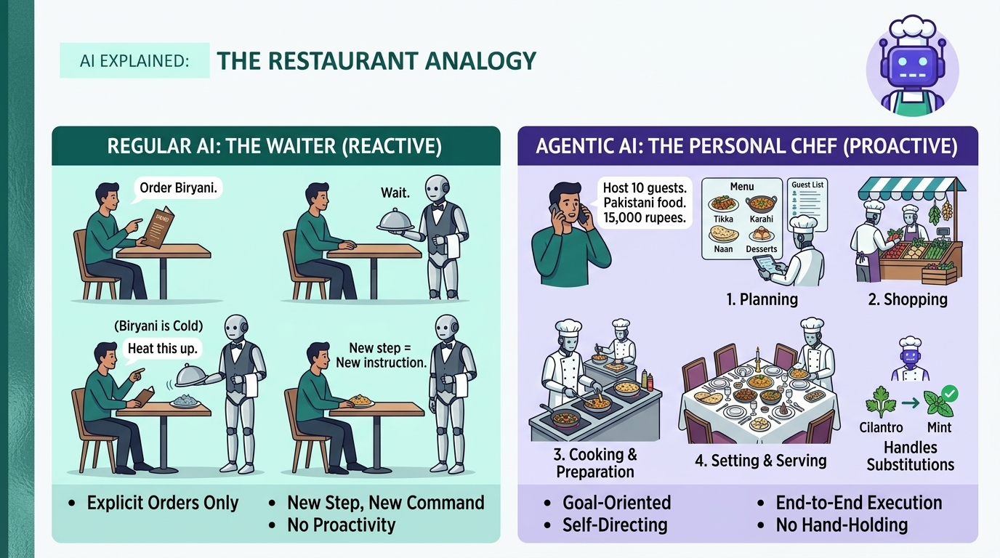 AI EXPLAINED:
THE RESTAURANT ANALOGY
REGULAR AI: THE WAITER (REACTIVE)
Order Biryani.
Wait.
(Biryani is Cold)
Heat this up.
New step =
New instruction.
• Explicit Orders Only
• New Step, New Command
• No Proactivity
AGENTIC AI: THE PERSONAL CHEF (PROACTIVE)
Host 10 guests.
Pakistani food.
15,000 rupees.
Menu
Tikka
Karahi
Naan
Desserts
Guest List
1. Planning
2. Shopping
3. Cooking &
Preparation
4. Setting & Serving
Cilantro
Mint
Handles
Substitutions
• Goal-Oriented
• Self-Directing
• End-to-End Execution
• No Hand-Holding